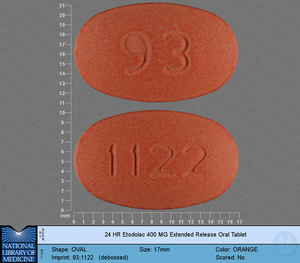 93
1122
24 HR Etodolac 400 MG Extended Release Oral Tablet
NATIONAL
LIBRARY OF
MEDICINE
Shape: OVAL
Size: 17mm
Color: ORANGE
Imprint: 93;1122 (debossed)
Scored: No